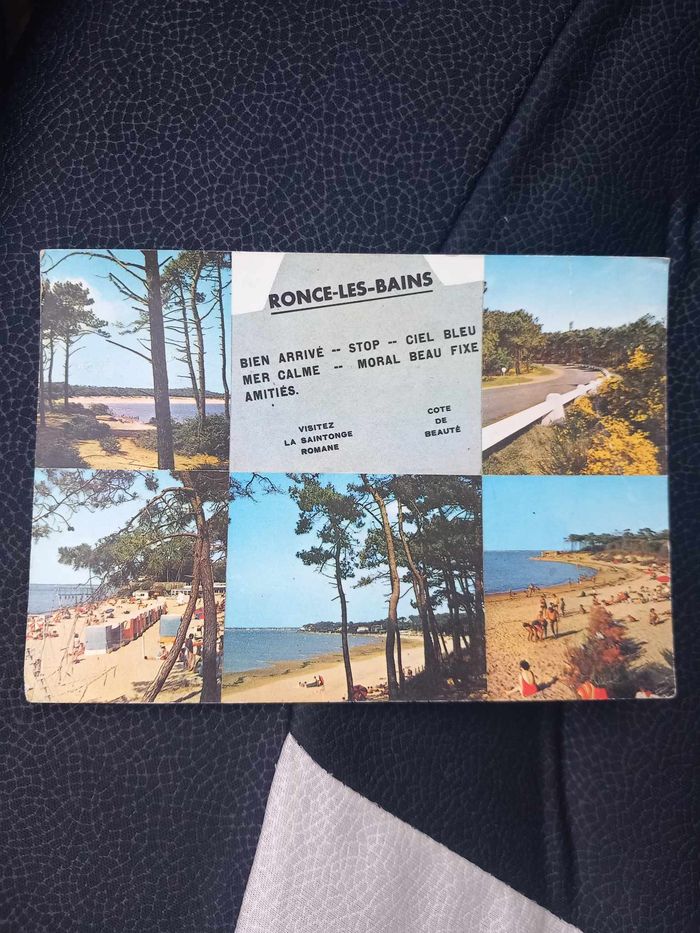 RONCE-LES-BAINS
BIEN ARRIVÉ -- STOP -- CIEL BLEU
MER CALME -- MORAL BEAU FIXE
AMITIÉS.
VISITEZ
LA SAINTONGE
ROMANE
COTE
DE
BEAUTÉ